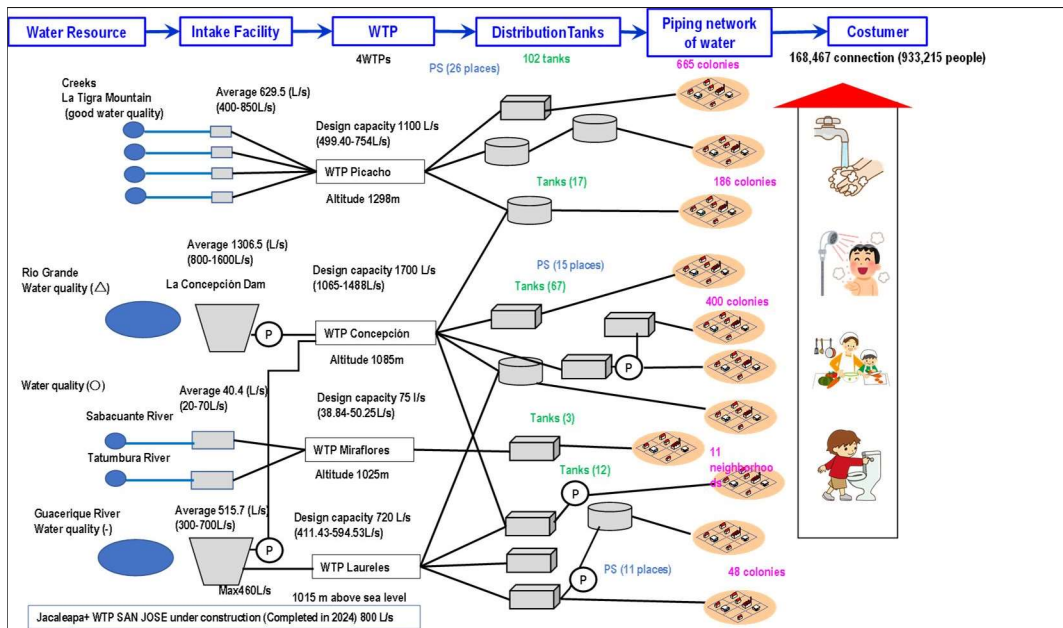 Water Resource
Intake Facility
WTP
Distribution Tanks
Piping network
of water
Costumer
4WTPs
PS (26 places)
102 tanks
665 colonies
168,467 connection (933,215 people)
Creeks
La Tigra Mountain
(good water quality)
Average 629.5 (L/s)
(400-850L/s)
Design capacity 1100 L/s
(499.40-754L/s)
WTP Picacho
Altitude 1298m
Tanks (17)
186 colonies
Rio Grande
Water quality (△)
Average 1306.5 (L/s)
(800-1600L/s)
La Concepción Dam
P
Design capacity 1700 L/s
(1065-1488L/s)
WTP Concepción
Altitude 1085m
PS (15 places)
Tanks (67)
P
400 colonies
Water quality (○)
Sabacuante River
Tatumbura River
Average 40.4 (L/s)
(20-70L/s)
Design capacity 75 l/s
(38.84-50.25L/s)
WTP Miraflores
Altitude 1025m
Tanks (3)
11
neighborhoo
ds
Guacerique River
Water quality (-)
Average 515.7 (L/s)
(300-700L/s)
P
Max460L/s
Design capacity 720 L/s
(411.43-594.53L/s)
WTP Laureles
1015 m above sea level
Tanks (12)
P
P
PS (11 places)
48 colonies
Jacaleapa+ WTP SAN JOSE under construction (Completed in 2024) 800 L/s